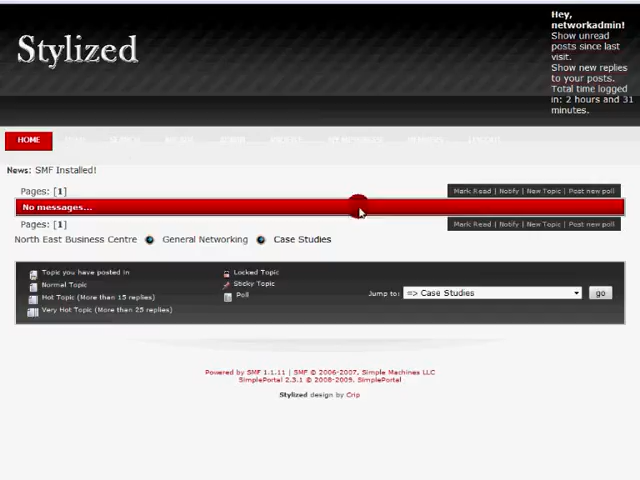 Hey,
networkadmin!
Show unread
posts since last
visit.
Show new replies
to your posts.
Total time logged
in: 2 hours and 31
minutes.
Stylized
HOME
News: SMF Installed!
Pages: [1]
Mark Read | Notify | New Topic | Post new poll
No messages...
Pages: [1]
Mark Read | Notify | New Topic | Post new poll
North East Business Centre General Networking Case Studies
Topic you have posted in
Normal Topic
Hot Topic (More than 15 replies)
Very Hot Topic (More than 25 replies)
Locked Topic
Sticky Topic
Poll
Jump to: => Case Studies go
Powered by SMF 1.1.11 | SMF © 2006-2007, Simple Machines LLC
SimplePortal 2.3.1 © 2008-2009, SimplePortal
Stylized design by Crip